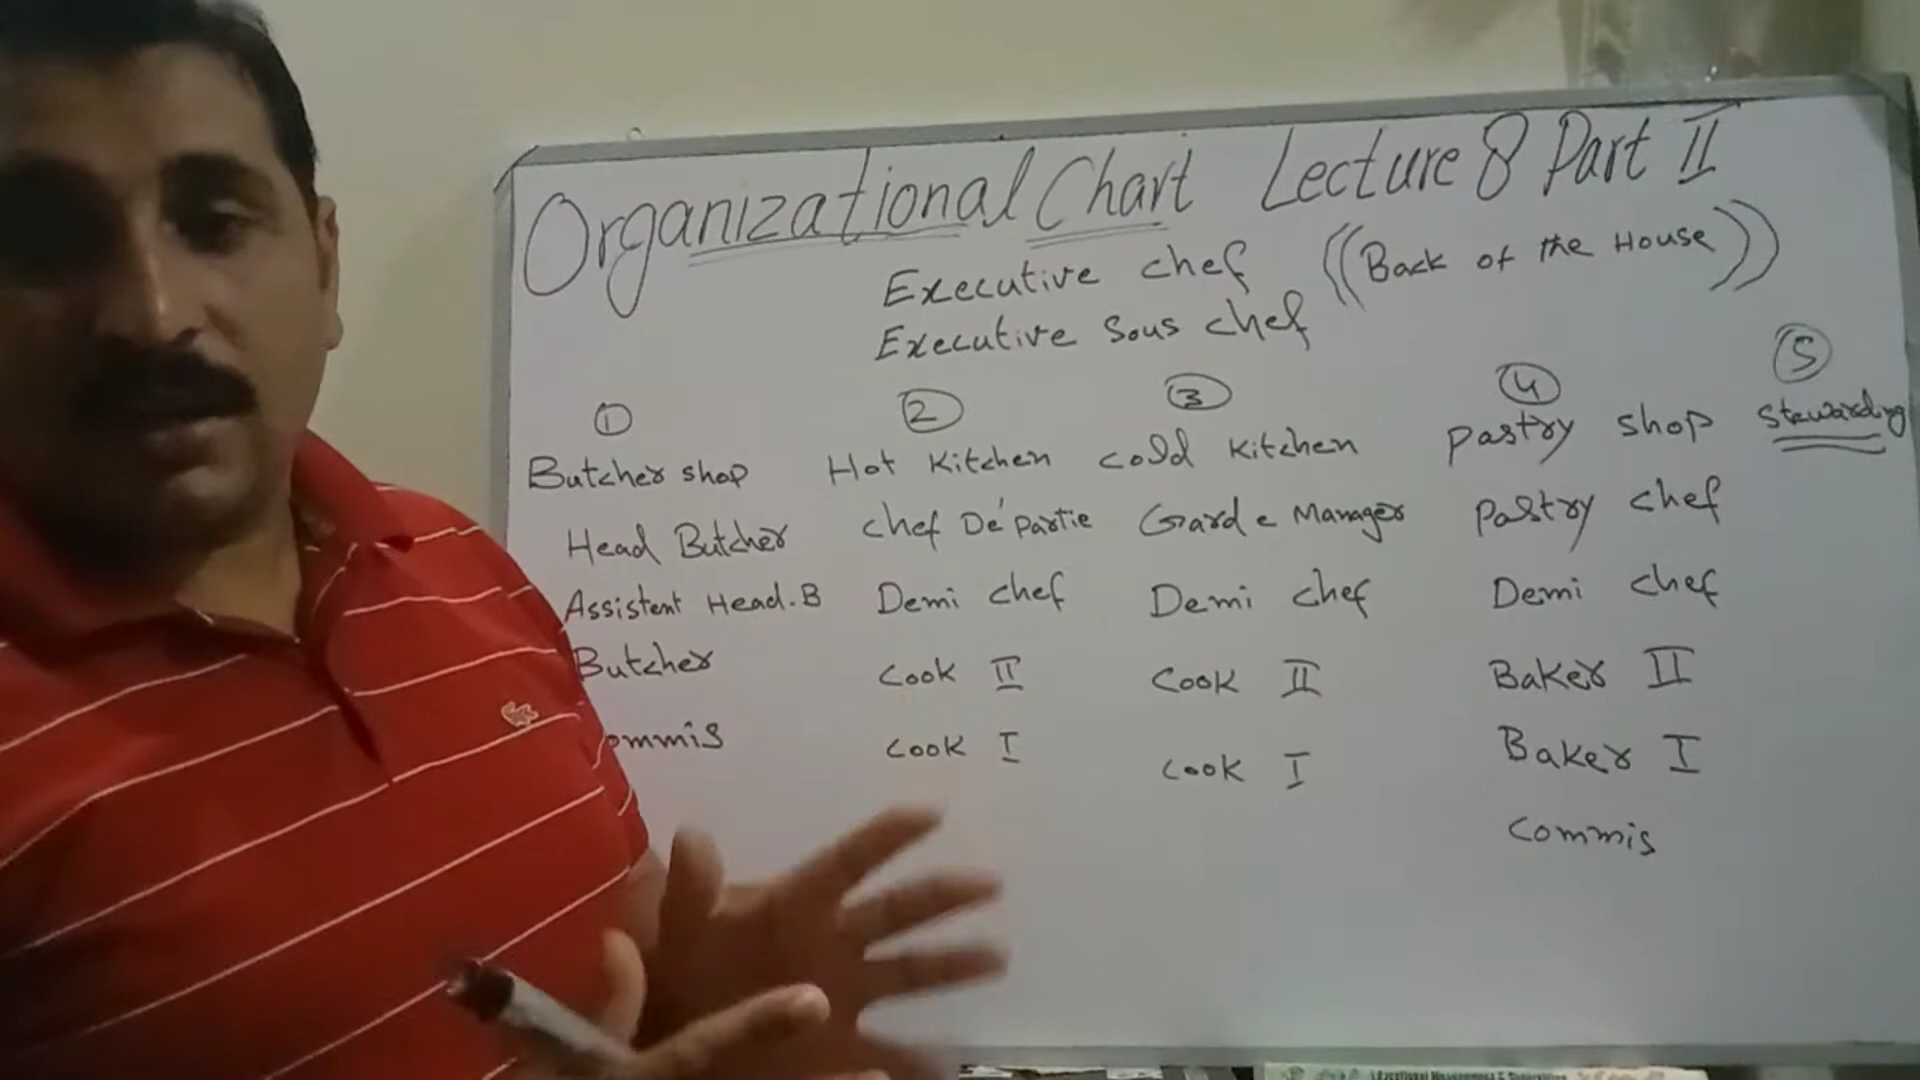 Organizational Chart Lecture 8 Part II
Executive chef ((Back of the House))
Executive Sous chef
1 2 3 4 5
Butcher shop Hot Kitchen cold Kitchen Pastry shop Stewarding
Head Butcher chef De'partie Gard e Manager Pastry chef
Assistent Head.B Demi chef Demi chef Demi chef
Butcher Cook II Cook II Baker II
ommis Cook I Cook I Baker I
Commis